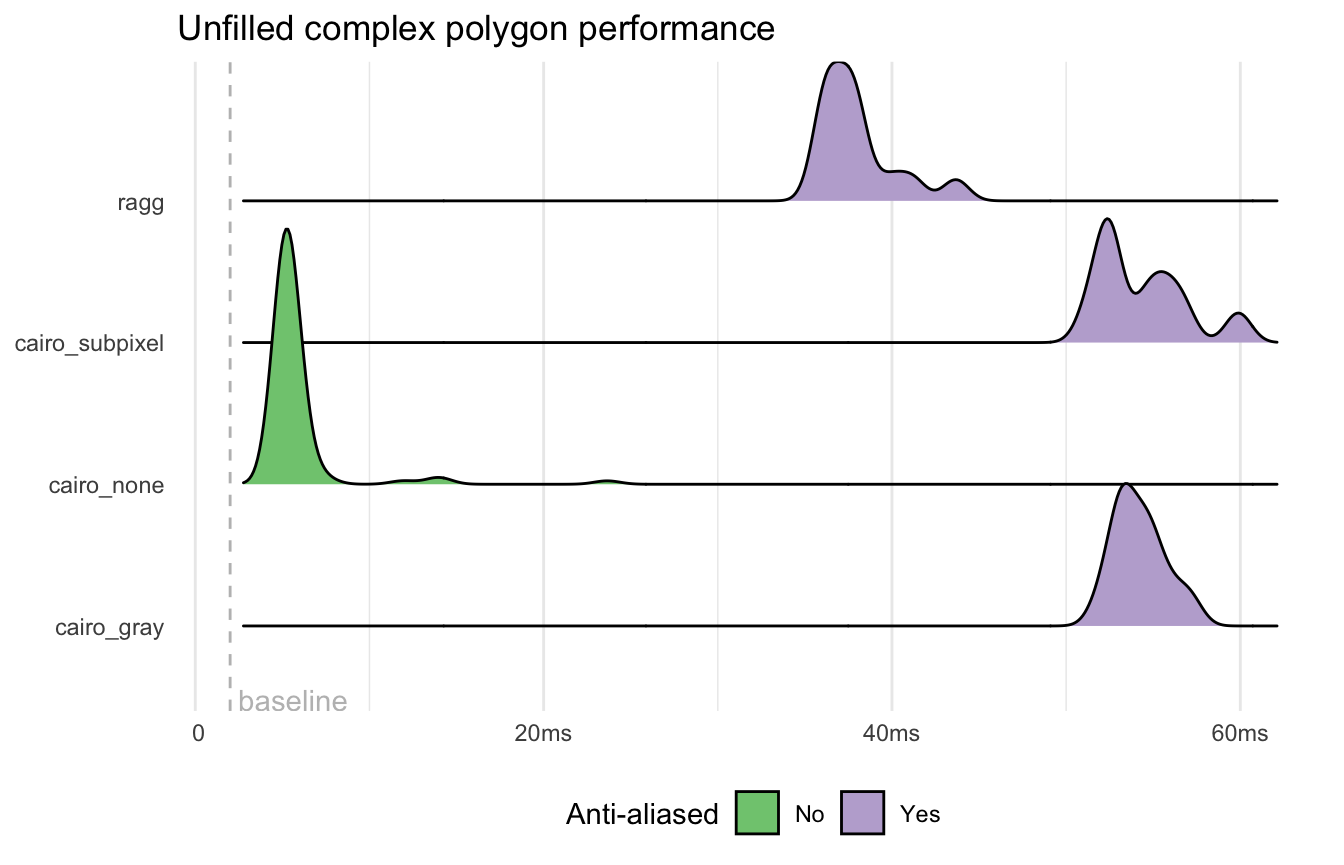 Unfilled complex polygon performance
ragg
cairo_subpixel
cairo_none
cairo_gray
baseline
0 20ms 40ms 60ms
Anti-aliased No Yes